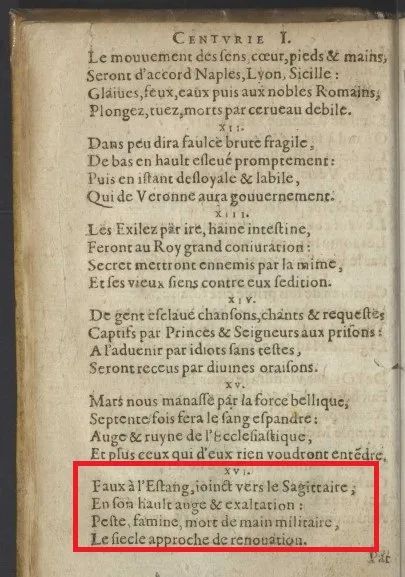 CENTVRIE I.
Le mouuement des sens, cœur, pieds & mains,
Seront d'accord Naples, Lyon, Sicille:
Glaiues, feux, eaux puis aux nobles Romains,
Plongez, tuez, morts par cerueau debile.
XII.
Dans peu dira faulce brute fragile,
De bas en hault esleué promptement:
Puis en istant desloyale & labile,
Qui de Veronne aura gouuernement.
XIII.
Les Exilez par ire, haine intestine,
Feront au Roy grand coniuration:
Secret mettront ennemis par la mime,
Et ses vieux siens contre eux sedition.
XIV.
De gent esclaue chansons, chants & requestes
Captifs par Princes & Seigneurs aux prisons:
A l'aduenir par idiots sans testes,
Seront receus par diuines oraisons.
XV.
Mars nous manasse par la force bellique,
Septente fois fera le sang espandre:
Auge & ruyne de l'Ecclesiastique,
Et plus ceux qui d'eux rien voudront entēdre,
XVI.
Faux à l'Estang, ioinct vers le Sagittaire,
En son hault auge & exaltation:
Peste, famine, mort de main militaire,
Le siecle approche de renouation.
Par